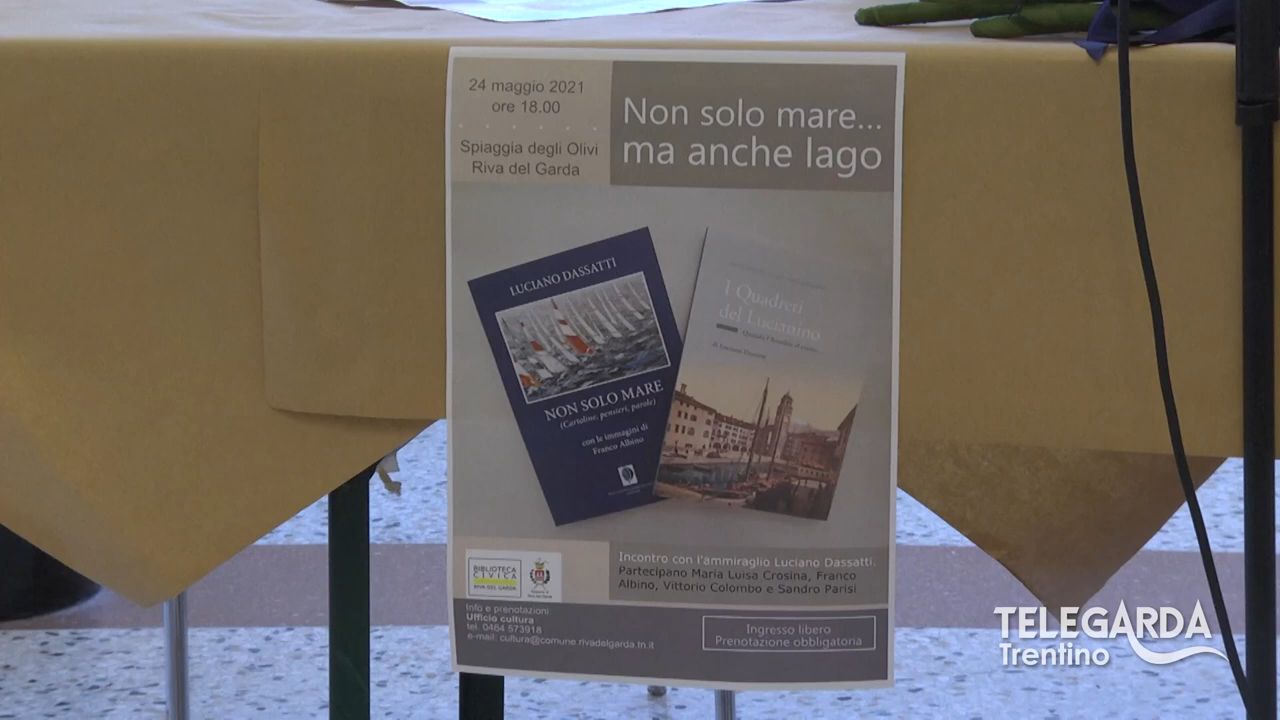 24 maggio 2021
ore 18.00
Spiaggia degli Olivi
Riva del Garda
Non solo mare...
ma anche lago
LUCIANO DASSATTI
NON SOLO MARE
(Cartoline, pensieri, parole)
con le immagini di
Franco Albino
I Quadreti
del Lucianino
di Luciano
BIBLIOTECA
CIVICA
RIVA DEL GARDA
Incontro con l'ammiraglio Luciano Dassatti.
Partecipano Maria Luisa Crosina, Franco
Albino, Vittorio Colombo e Sandro Parisi
Info e prenotazioni:
Ufficio cultura
tel. 0464 573918
e-mail: cultura@comune.rivadelgarda.tn.it
Ingresso libero
Prenotazione obbligatoria
TELEGARDA
Trentino